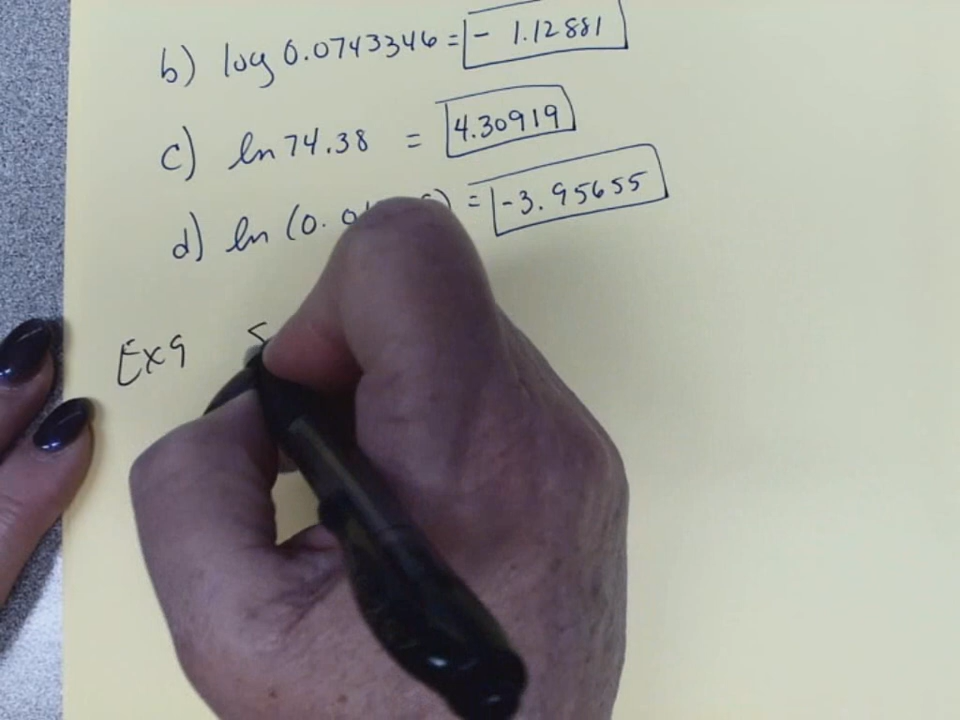 b) log 0.0743346 = - 1.12881
c) ln 74.38 = 4.30919
d) ln (0. = -3.95655
Ex 9 S